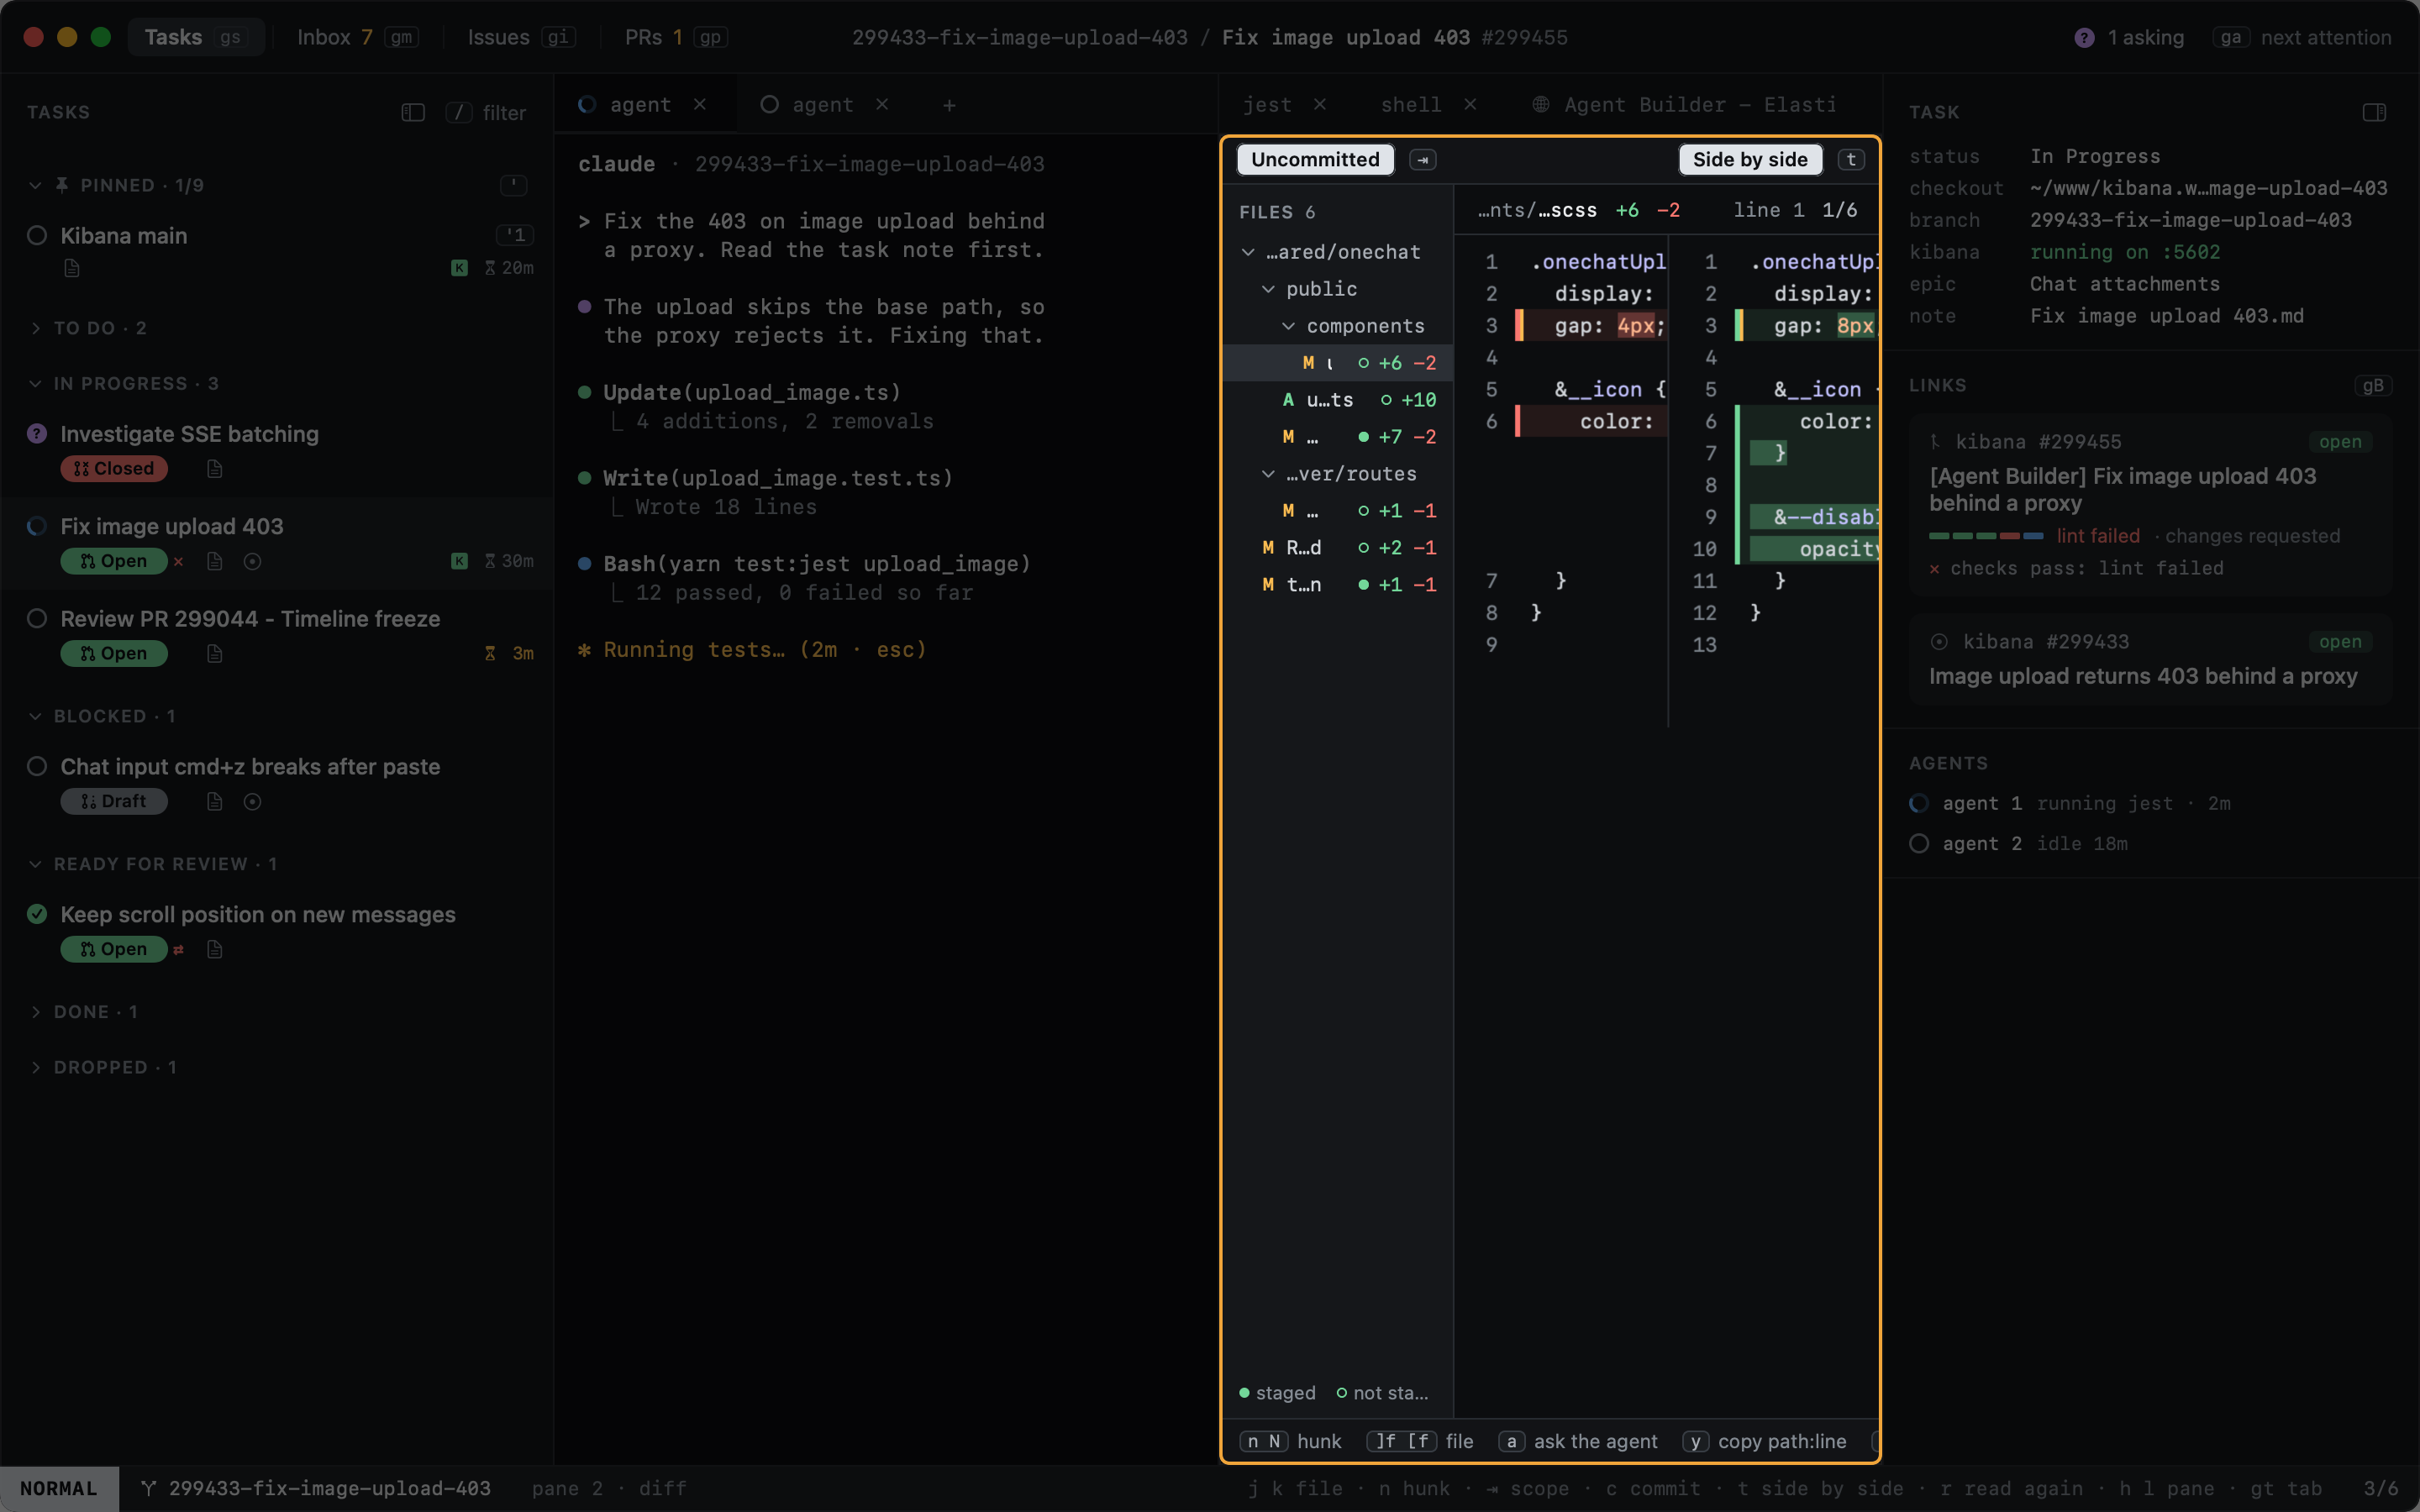 Tasks gs Inbox 7 gm Issues gi PRs 1 gp
299433-fix-image-upload-403 / Fix image upload 403 #299455
? 1 asking ga next attention
TASKS / filter
PINNED · 1/9 '
Kibana main '1
K 20m
TO DO · 2
IN PROGRESS · 3
? Investigate SSE batching
Closed
Fix image upload 403
Open × K 30m
Review PR 299044 - Timeline freeze
Open 3m
BLOCKED · 1
Chat input cmd+z breaks after paste
Draft
READY FOR REVIEW · 1
Keep scroll position on new messages
Open
DONE · 1
DROPPED · 1
agent × agent × +
claude · 299433-fix-image-upload-403
> Fix the 403 on image upload behind
a proxy. Read the task note first.
The upload skips the base path, so
the proxy rejects it. Fixing that.
Update(upload_image.ts)
4 additions, 2 removals
Write(upload_image.test.ts)
Wrote 18 lines
Bash(yarn test:jest upload_image)
12 passed, 0 failed so far
✻ Running tests… (2m · esc)
jest × shell × Agent Builder – Elasti
Uncommitted ⇥ Side by side t
FILES 6
…ared/onechat
public
components
M +6 −2
A u…ts +10
M … +7 −2
…ver/routes
M … +1 −1
M R…d +2 −1
M t…n +1 −1
staged not sta…
…nts/…scss +6 −2 line 1 1/6
1 .onechatUpl
2 display:
3 gap: 4px;
4
5 &__icon {
6 color:
7 }
8 }
9
1 .onechatUpl
2 display:
3 gap: 8px
4
5 &__icon {
6 color:
7 }
8
9 &--disabl
10 opacity
11 }
12 }
13
n N hunk ]f [f file a ask the agent y copy path:line
TASK
status In Progress
checkout ~/www/kibana.w…mage-upload-403
branch 299433-fix-image-upload-403
kibana running on :5602
epic Chat attachments
note Fix image upload 403.md
LINKS gB
kibana #299455 open
[Agent Builder] Fix image upload 403
behind a proxy
lint failed · changes requested
× checks pass: lint failed
kibana #299433 open
Image upload returns 403 behind a proxy
AGENTS
agent 1 running jest · 2m
agent 2 idle 18m
NORMAL 299433-fix-image-upload-403 pane 2 · diff
j k file · n hunk · ⇥ scope · c commit · t side by side · r read again · h l pane · gt tab 3/6